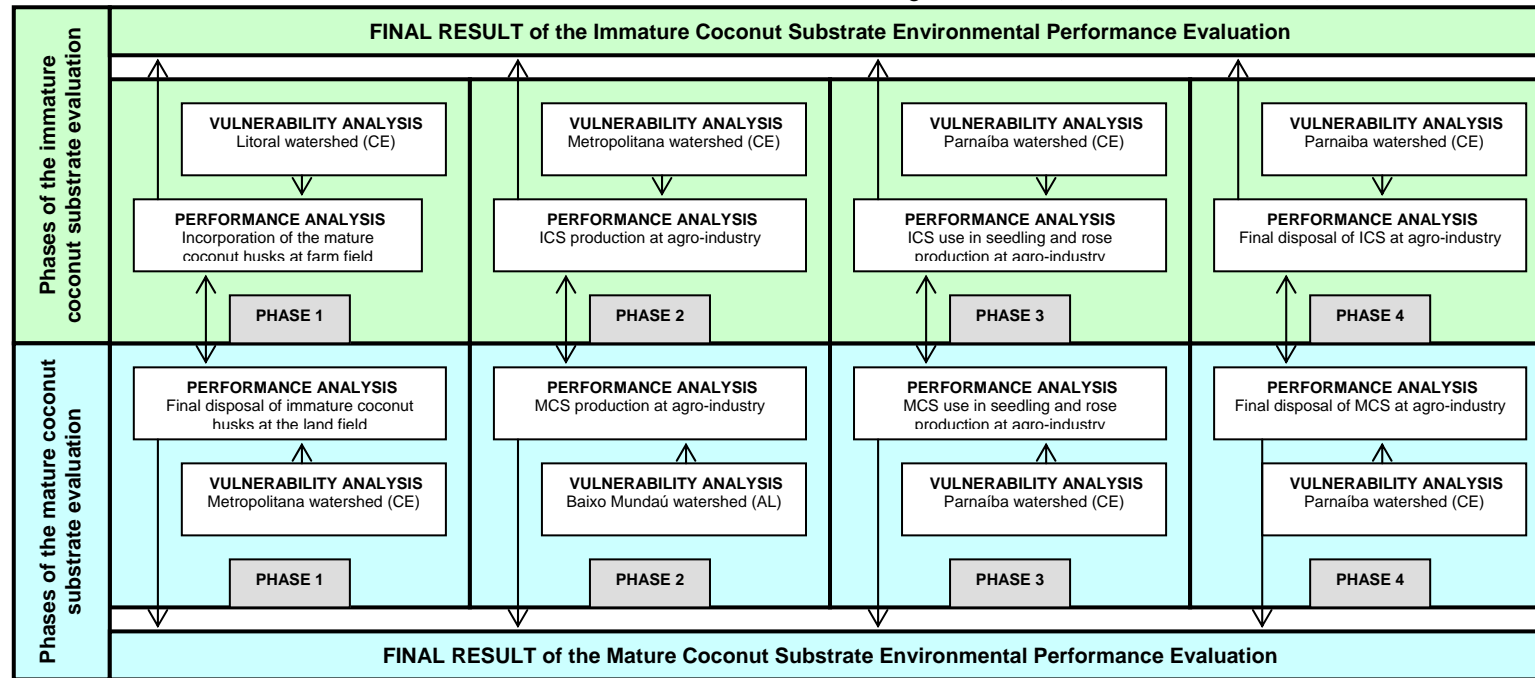 FINAL RESULT of the Immature Coconut Substrate Environmental Performance Evaluation
Phases of the immature
coconut substrate evaluation
VULNERABILITY ANALYSIS
Litoral watershed (CE)
VULNERABILITY ANALYSIS
Metropolitana watershed (CE)
VULNERABILITY ANALYSIS
Parnaíba watershed (CE)
VULNERABILITY ANALYSIS
Parnaiba watershed (CE)
PERFORMANCE ANALYSIS
Incorporation of the mature
coconut husks at farm field
PERFORMANCE ANALYSIS
ICS production at agro-industry
PERFORMANCE ANALYSIS
ICS use in seedling and rose
production at agro-industry
PERFORMANCE ANALYSIS
Final disposal of ICS at agro-industry
PHASE 1
PHASE 2
PHASE 3
PHASE 4
Phases of the mature coconut
substrate evaluation
PERFORMANCE ANALYSIS
Final disposal of immature coconut
husks at the land field
PERFORMANCE ANALYSIS
MCS production at agro-industry
PERFORMANCE ANALYSIS
MCS use in seedling and rose
production at agro-industry
PERFORMANCE ANALYSIS
Final disposal of MCS at agro-industry
VULNERABILITY ANALYSIS
Metropolitana watershed (CE)
VULNERABILITY ANALYSIS
Baixo Mundaú watershed (AL)
VULNERABILITY ANALYSIS
Parnaíba watershed (CE)
VULNERABILITY ANALYSIS
Parnaíba watershed (CE)
PHASE 1
PHASE 2
PHASE 3
PHASE 4
FINAL RESULT of the Mature Coconut Substrate Environmental Performance Evaluation